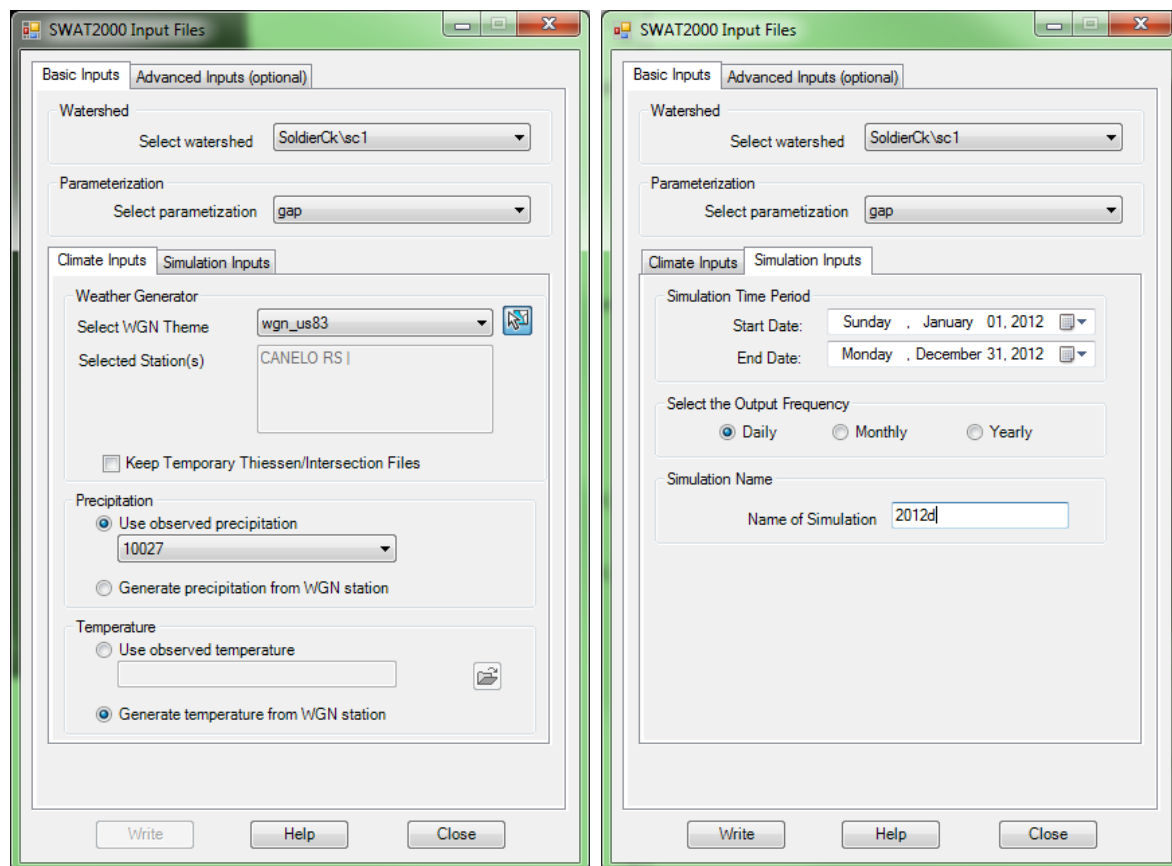 SWAT2000 Input Files
Basic Inputs
Advanced Inputs (optional)
Watershed
Select watershed
SoldierCk\sc1
Parameterization
Select parametization
gap
Climate Inputs
Simulation Inputs
Weather Generator
Select WGN Theme
wgn_us83
Selected Station(s)
CANELO RS |
Keep Temporary Thiessen/Intersection Files
Precipitation
Use observed precipitation
10027
Generate precipitation from WGN station
Temperature
Use observed temperature
Generate temperature from WGN station
Write
Help
Close
SWAT2000 Input Files
Basic Inputs
Advanced Inputs (optional)
Watershed
Select watershed
SoldierCk\sc1
Parameterization
Select parametization
gap
Climate Inputs
Simulation Inputs
Simulation Time Period
Start Date:
Sunday , January 01, 2012
End Date:
Monday , December 31, 2012
Select the Output Frequency
Daily
Monthly
Yearly
Simulation Name
Name of Simulation
2012d
Write
Help
Close